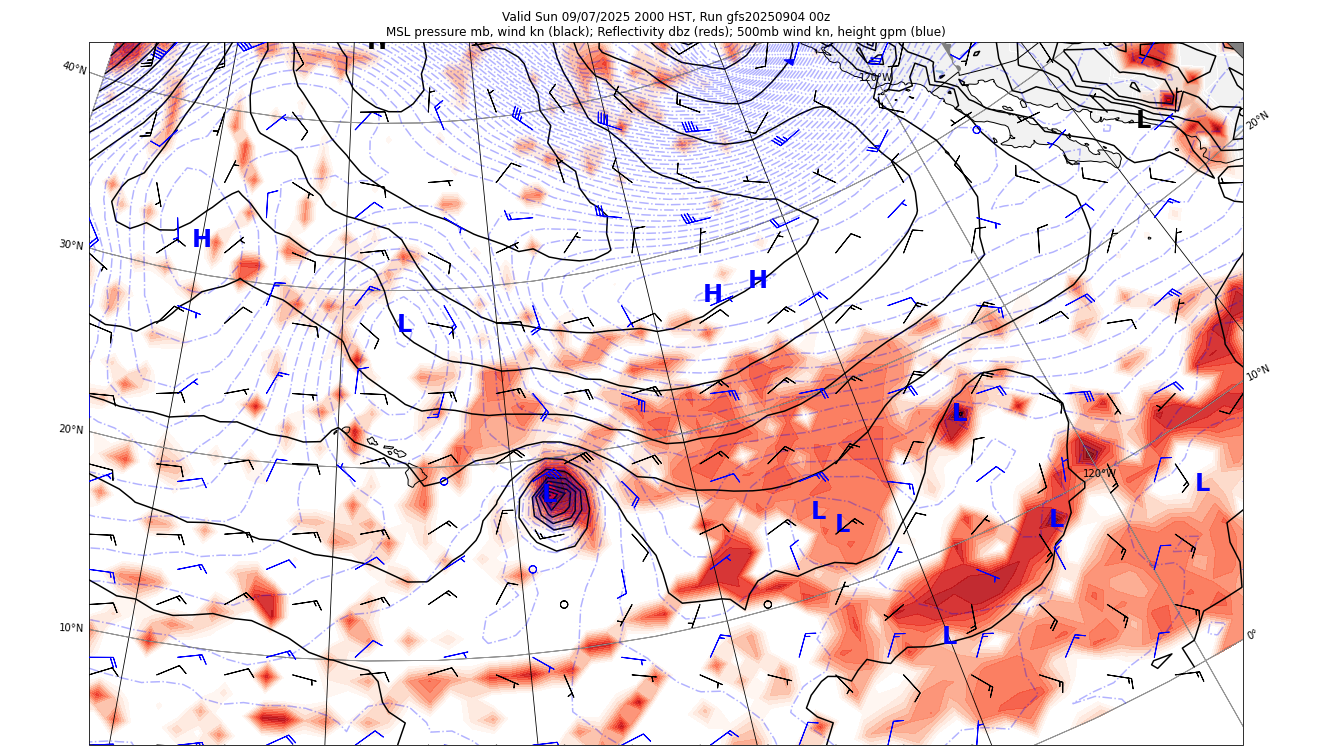 Valid Sun 09/07/2025 2000 HST, Run gfs20250904 00z
MSL pressure mb, wind kn (black); Reflectivity dbz (reds); 500mb wind kn, height gpm (blue)
H
40°N
120°W
L
20°N
H
30°N
H
H
L
10°N
L
20°N
120°W
L
L
L
L
L
10°N
L
0°